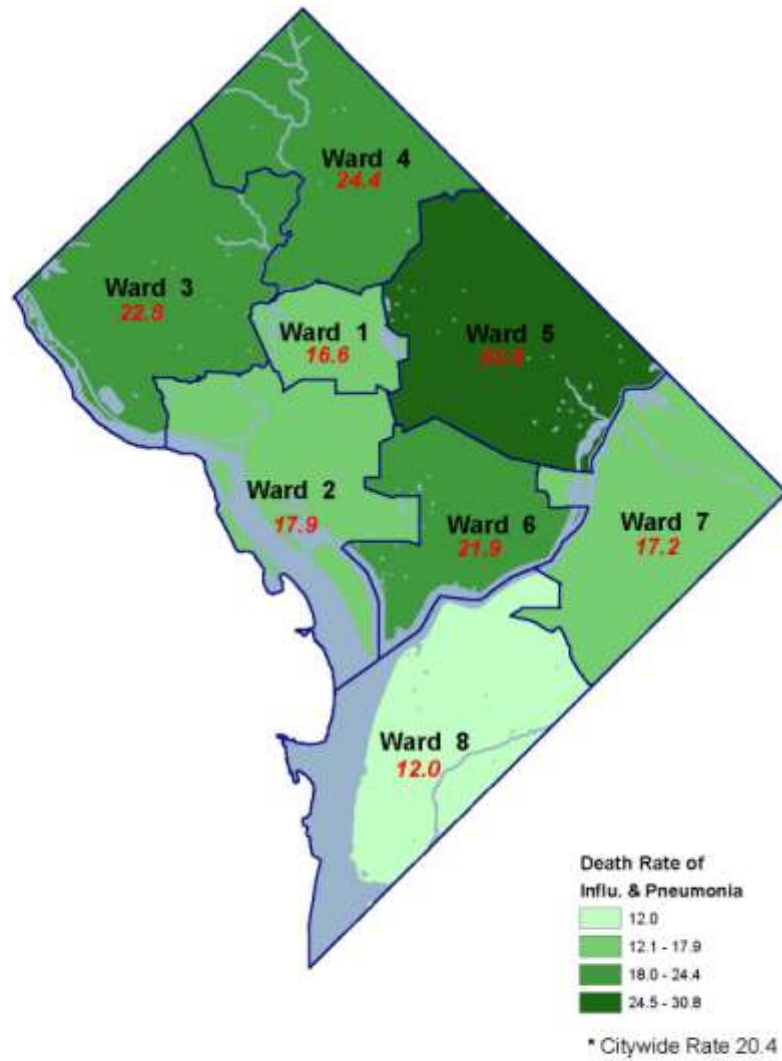 Ward 4
24.4
Ward 3
22.8
Ward 1
16.6
Ward 5
Ward 2
17.9
Ward 6
21.9
Ward 7
17.2
Ward 8
12.0
Death Rate of
Influ. & Pneumonia
12.0
12.1 - 17.9
18.0 - 24.4
24.5 - 30.8
* Citywide Rate 20.4